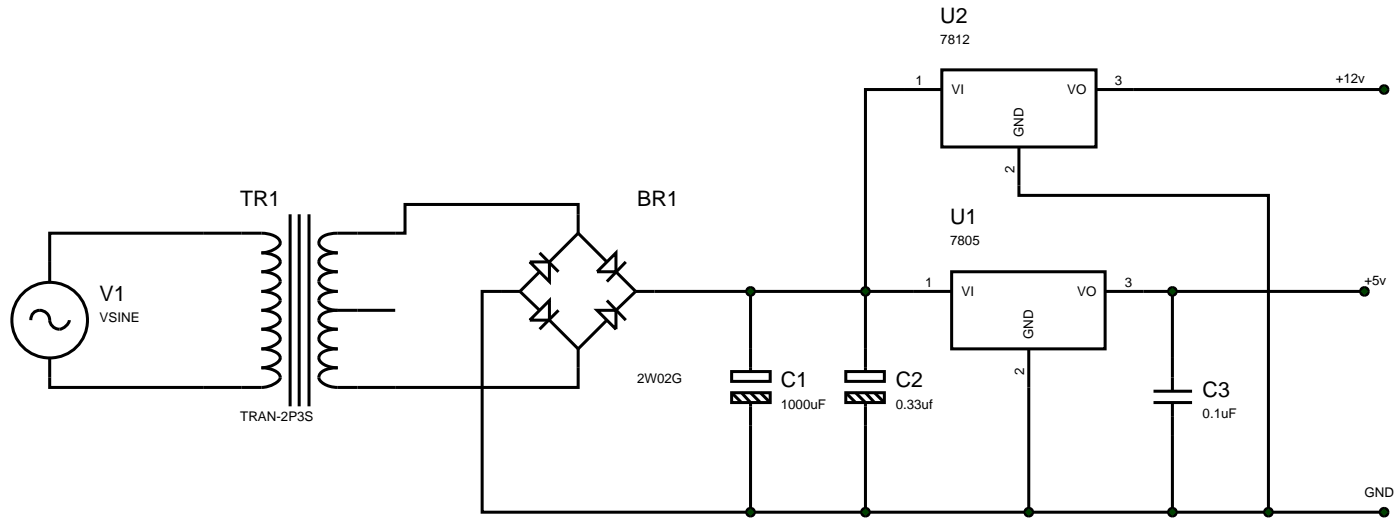 U2
7812
1
VI
VO
3
+12v
GND
2
TR1
BR1
U1
7805
V1
VSINE
1
VI
VO
3
+5v
GND
2
2W02G
C1
1000uF
C2
0.33uf
C3
0.1uF
TRAN-2P3S
GND